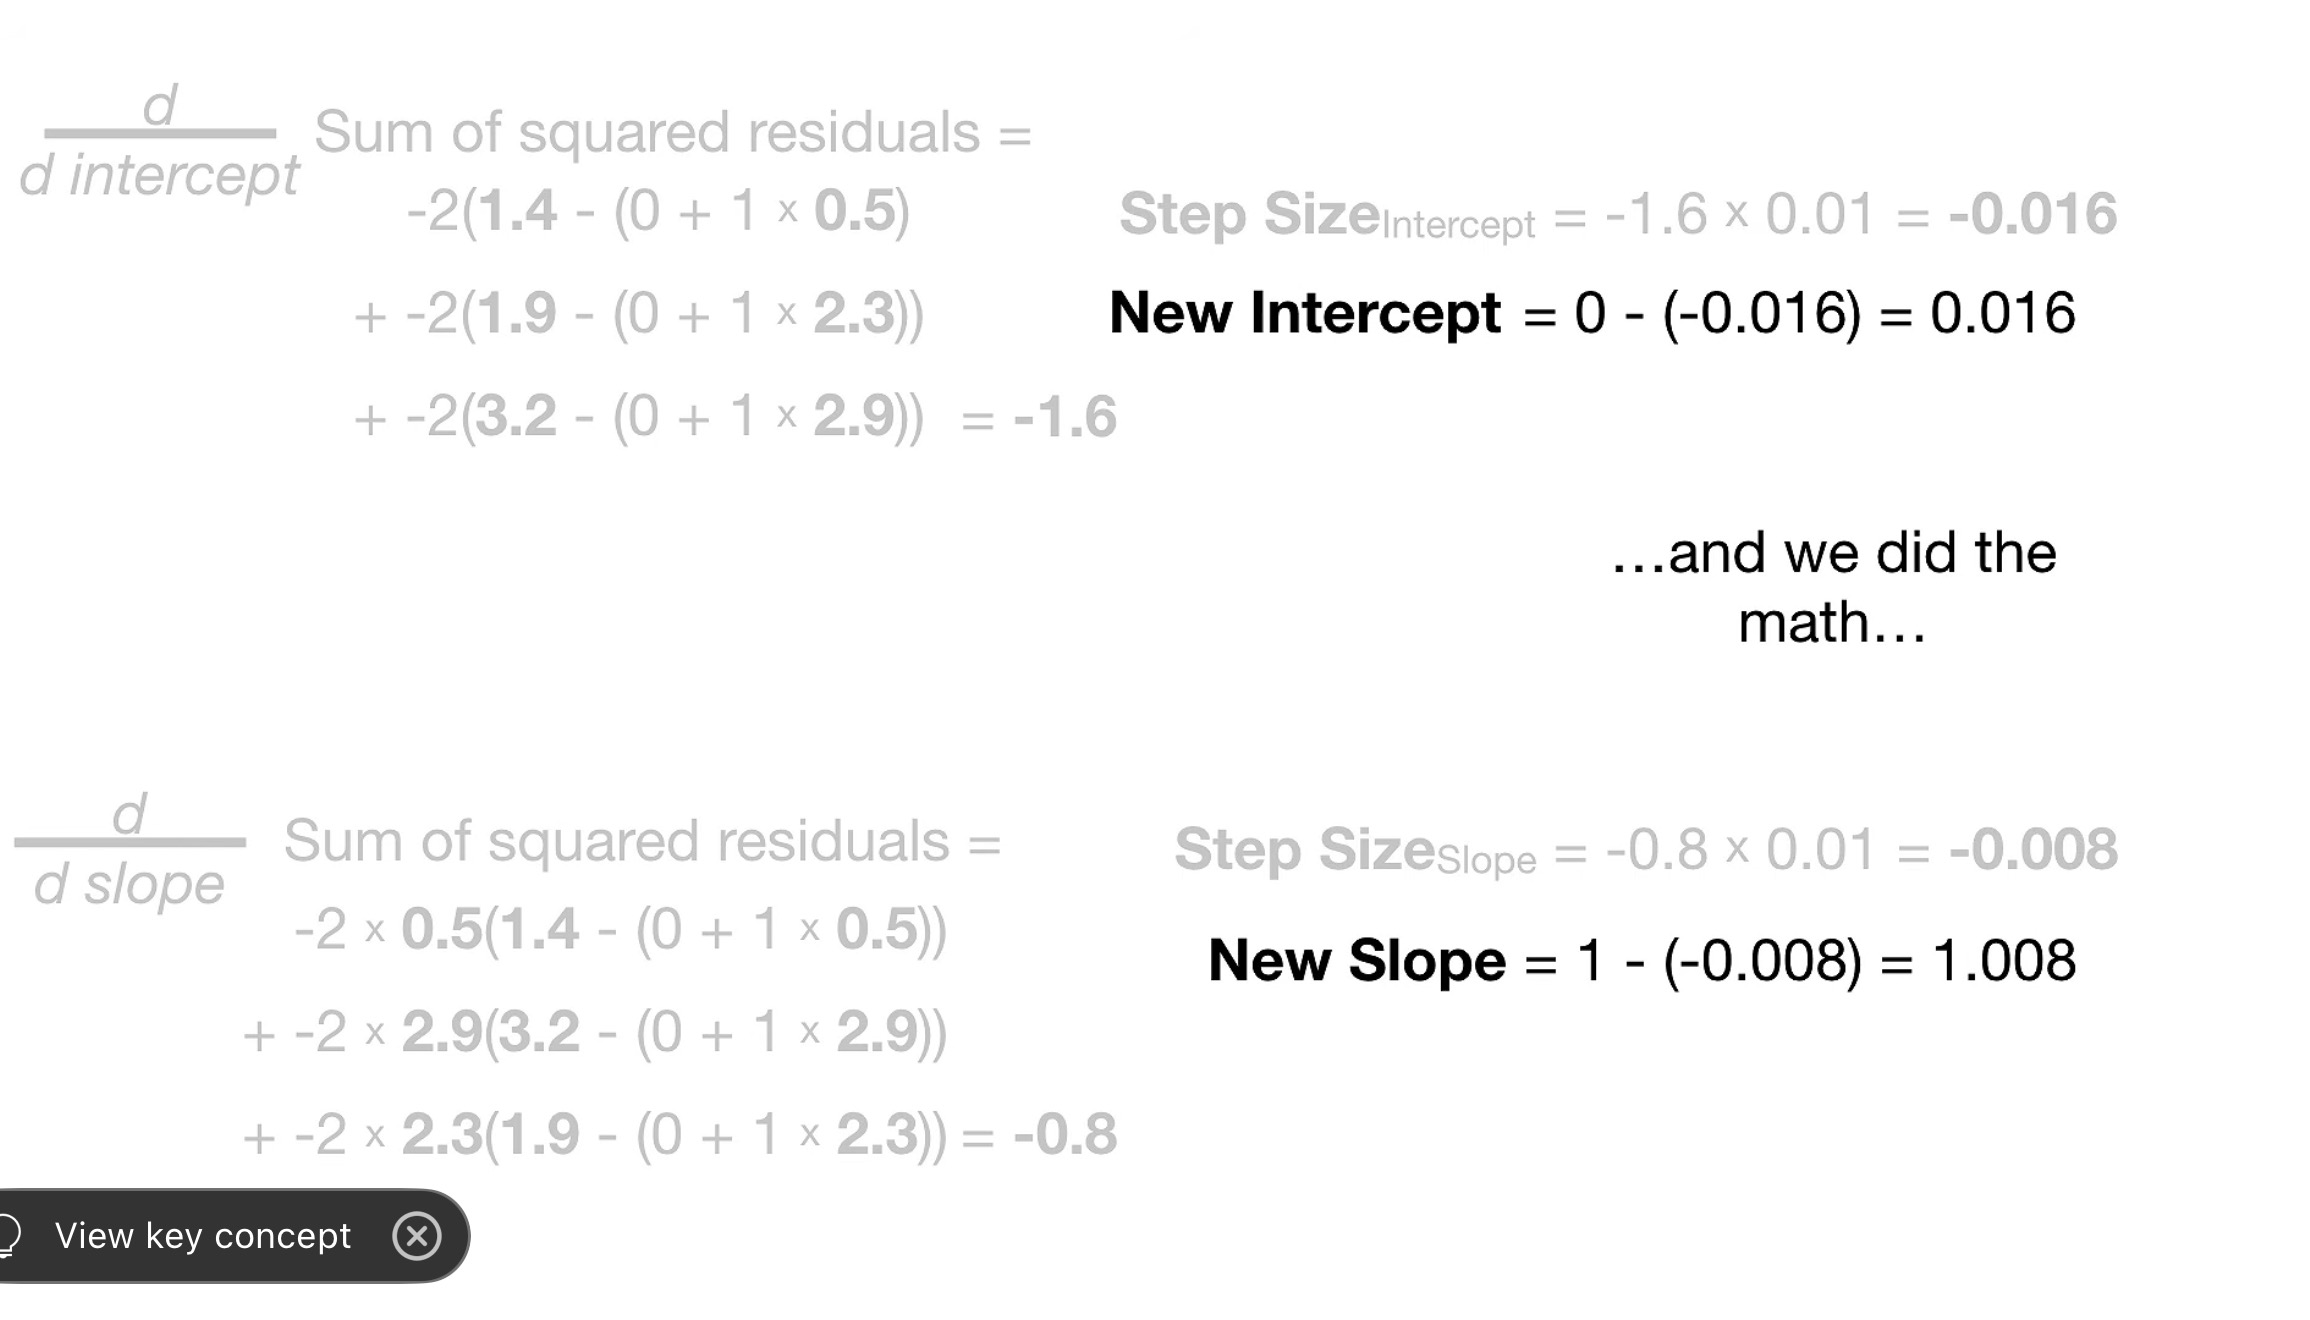 d
d intercept
Sum of squared residuals =
-2(1.4 - (0 + 1 x 0.5)
+ -2(1.9 - (0 + 1 x 2.3))
+ -2(3.2 - (0 + 1 x 2.9)) = -1.6
Step SizeIntercept = -1.6 x 0.01 = -0.016
New Intercept = 0 - (-0.016) = 0.016
…and we did the
math…
d
d slope
Sum of squared residuals =
-2 x 0.5(1.4 - (0 + 1 x 0.5))
+ -2 x 2.9(3.2 - (0 + 1 x 2.9))
+ -2 x 2.3(1.9 - (0 + 1 x 2.3)) = -0.8
Step SizeSlope = -0.8 x 0.01 = -0.008
New Slope = 1 - (-0.008) = 1.008
View key concept